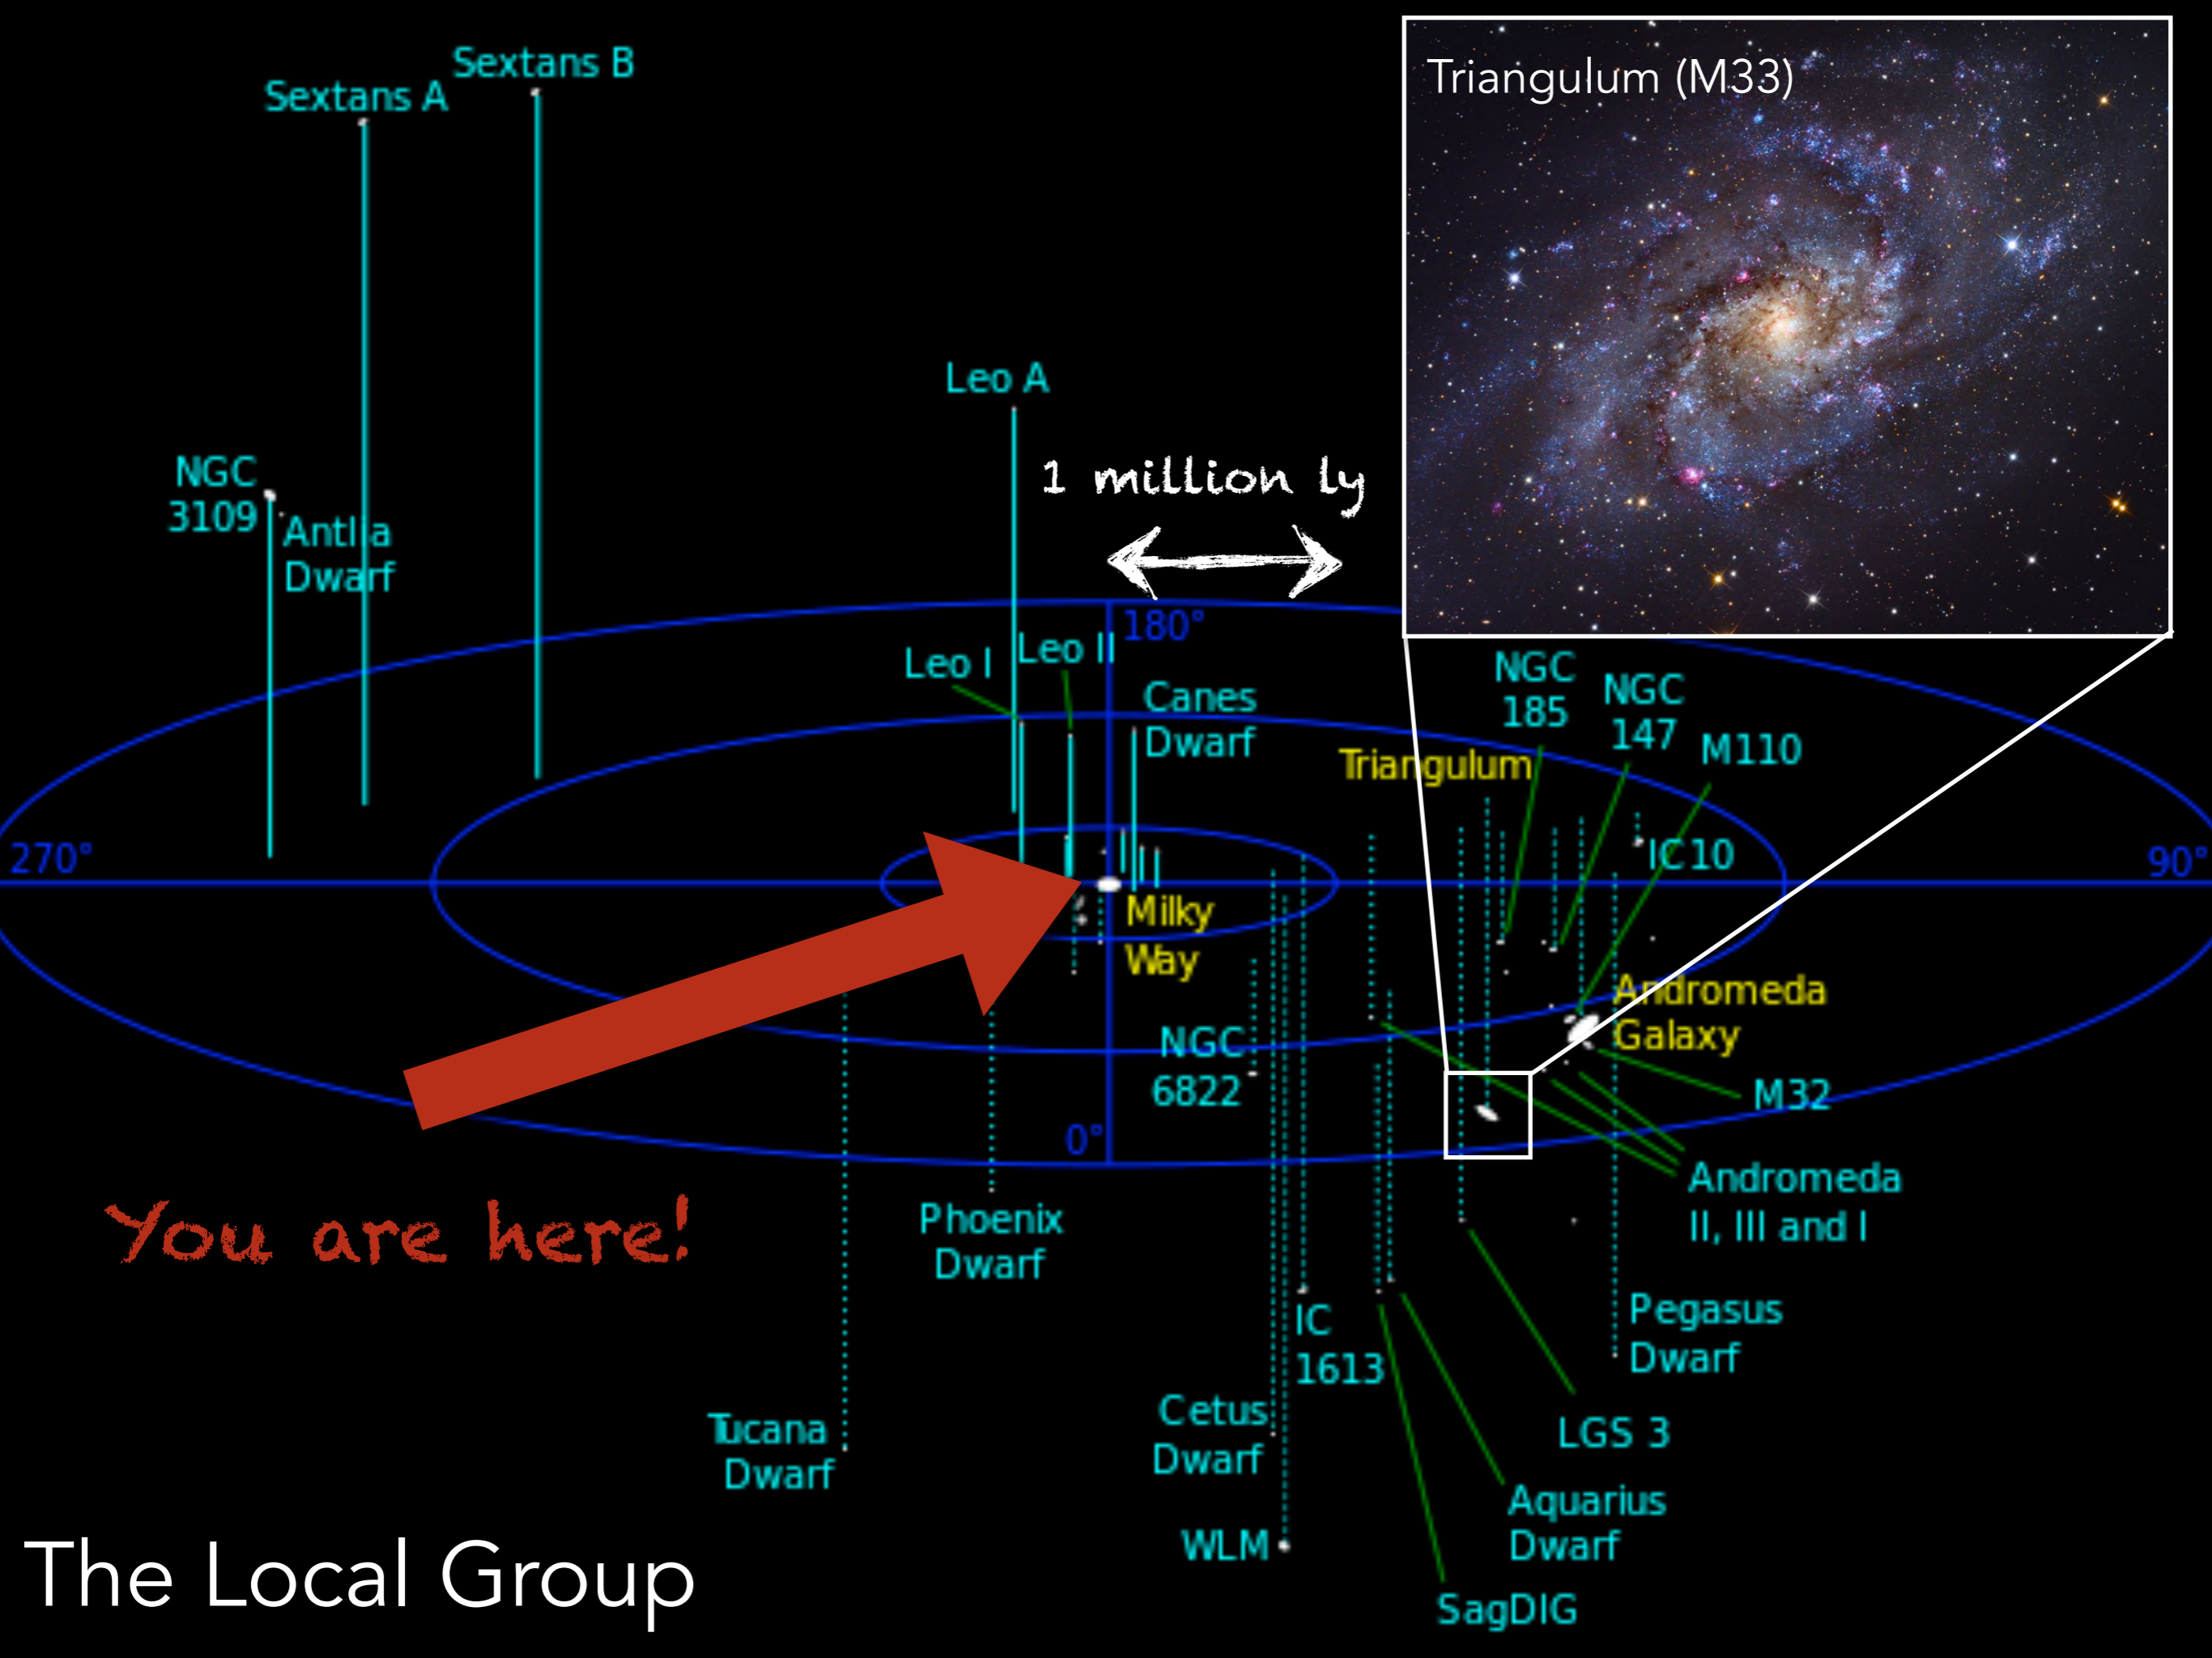 Sextans B
Sextans A
Triangulum (M33)
Leo A
NGC
3109
1 million ly
Antlia
Dwarf
180°
Leo I
Leo II
Canes
Dwarf
NGC
185
NGC
147
M110
Triangulum
270°
IC 10
90°
Milky
Way
Andromeda
Galaxy
NGC
6822
M32
0°
Andromeda
II, III and I
You are here!
Phoenix
Dwarf
IC
1613
Pegasus
Dwarf
Tucana
Dwarf
Cetus
Dwarf
LGS 3
Aquarius
Dwarf
WLM
SagDIG
The Local Group